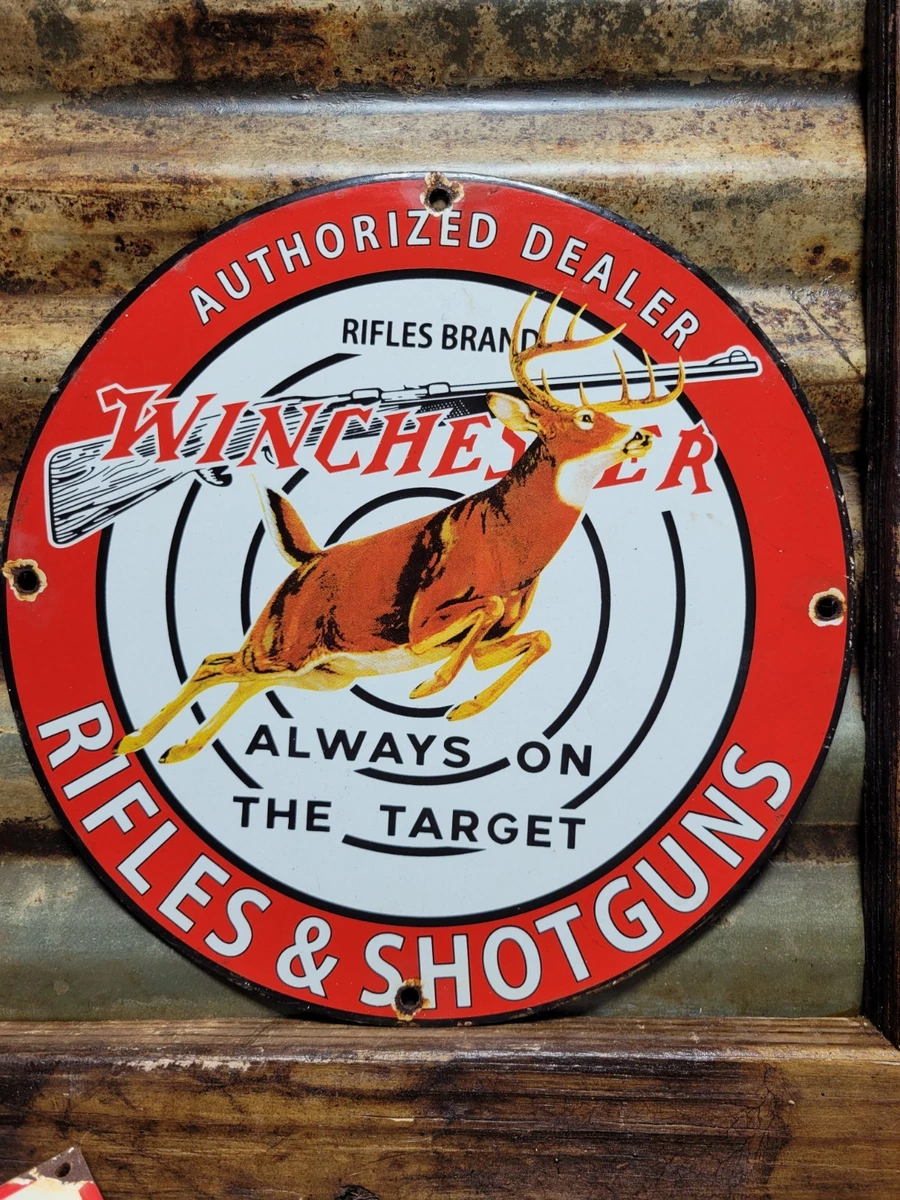 AUTHORIZED DEALER
RIFLES BRAND
WINCHESTER
ALWAYS ON
THE TARGET
RIFLES & SHOTGUNS